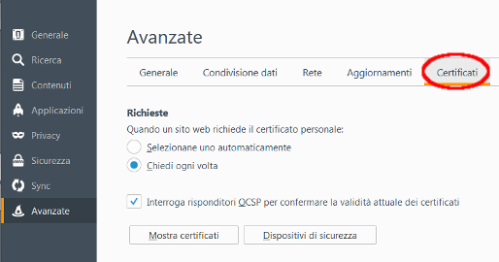 Generale
Ricerca
Contenuti
Applicazioni
Privacy
Sicurezza
Sync
Avanzate
Avanzate
Generale Condivisione dati Rete Aggiornamenti Certificati
Richieste
Quando un sito web richiede il certificato personale:
Selezionane uno automaticamente
Chiedi ogni volta
Interroga risponditori OCSP per confermare la validità attuale dei certificati
Mostra certificati Dispositivi di sicurezza